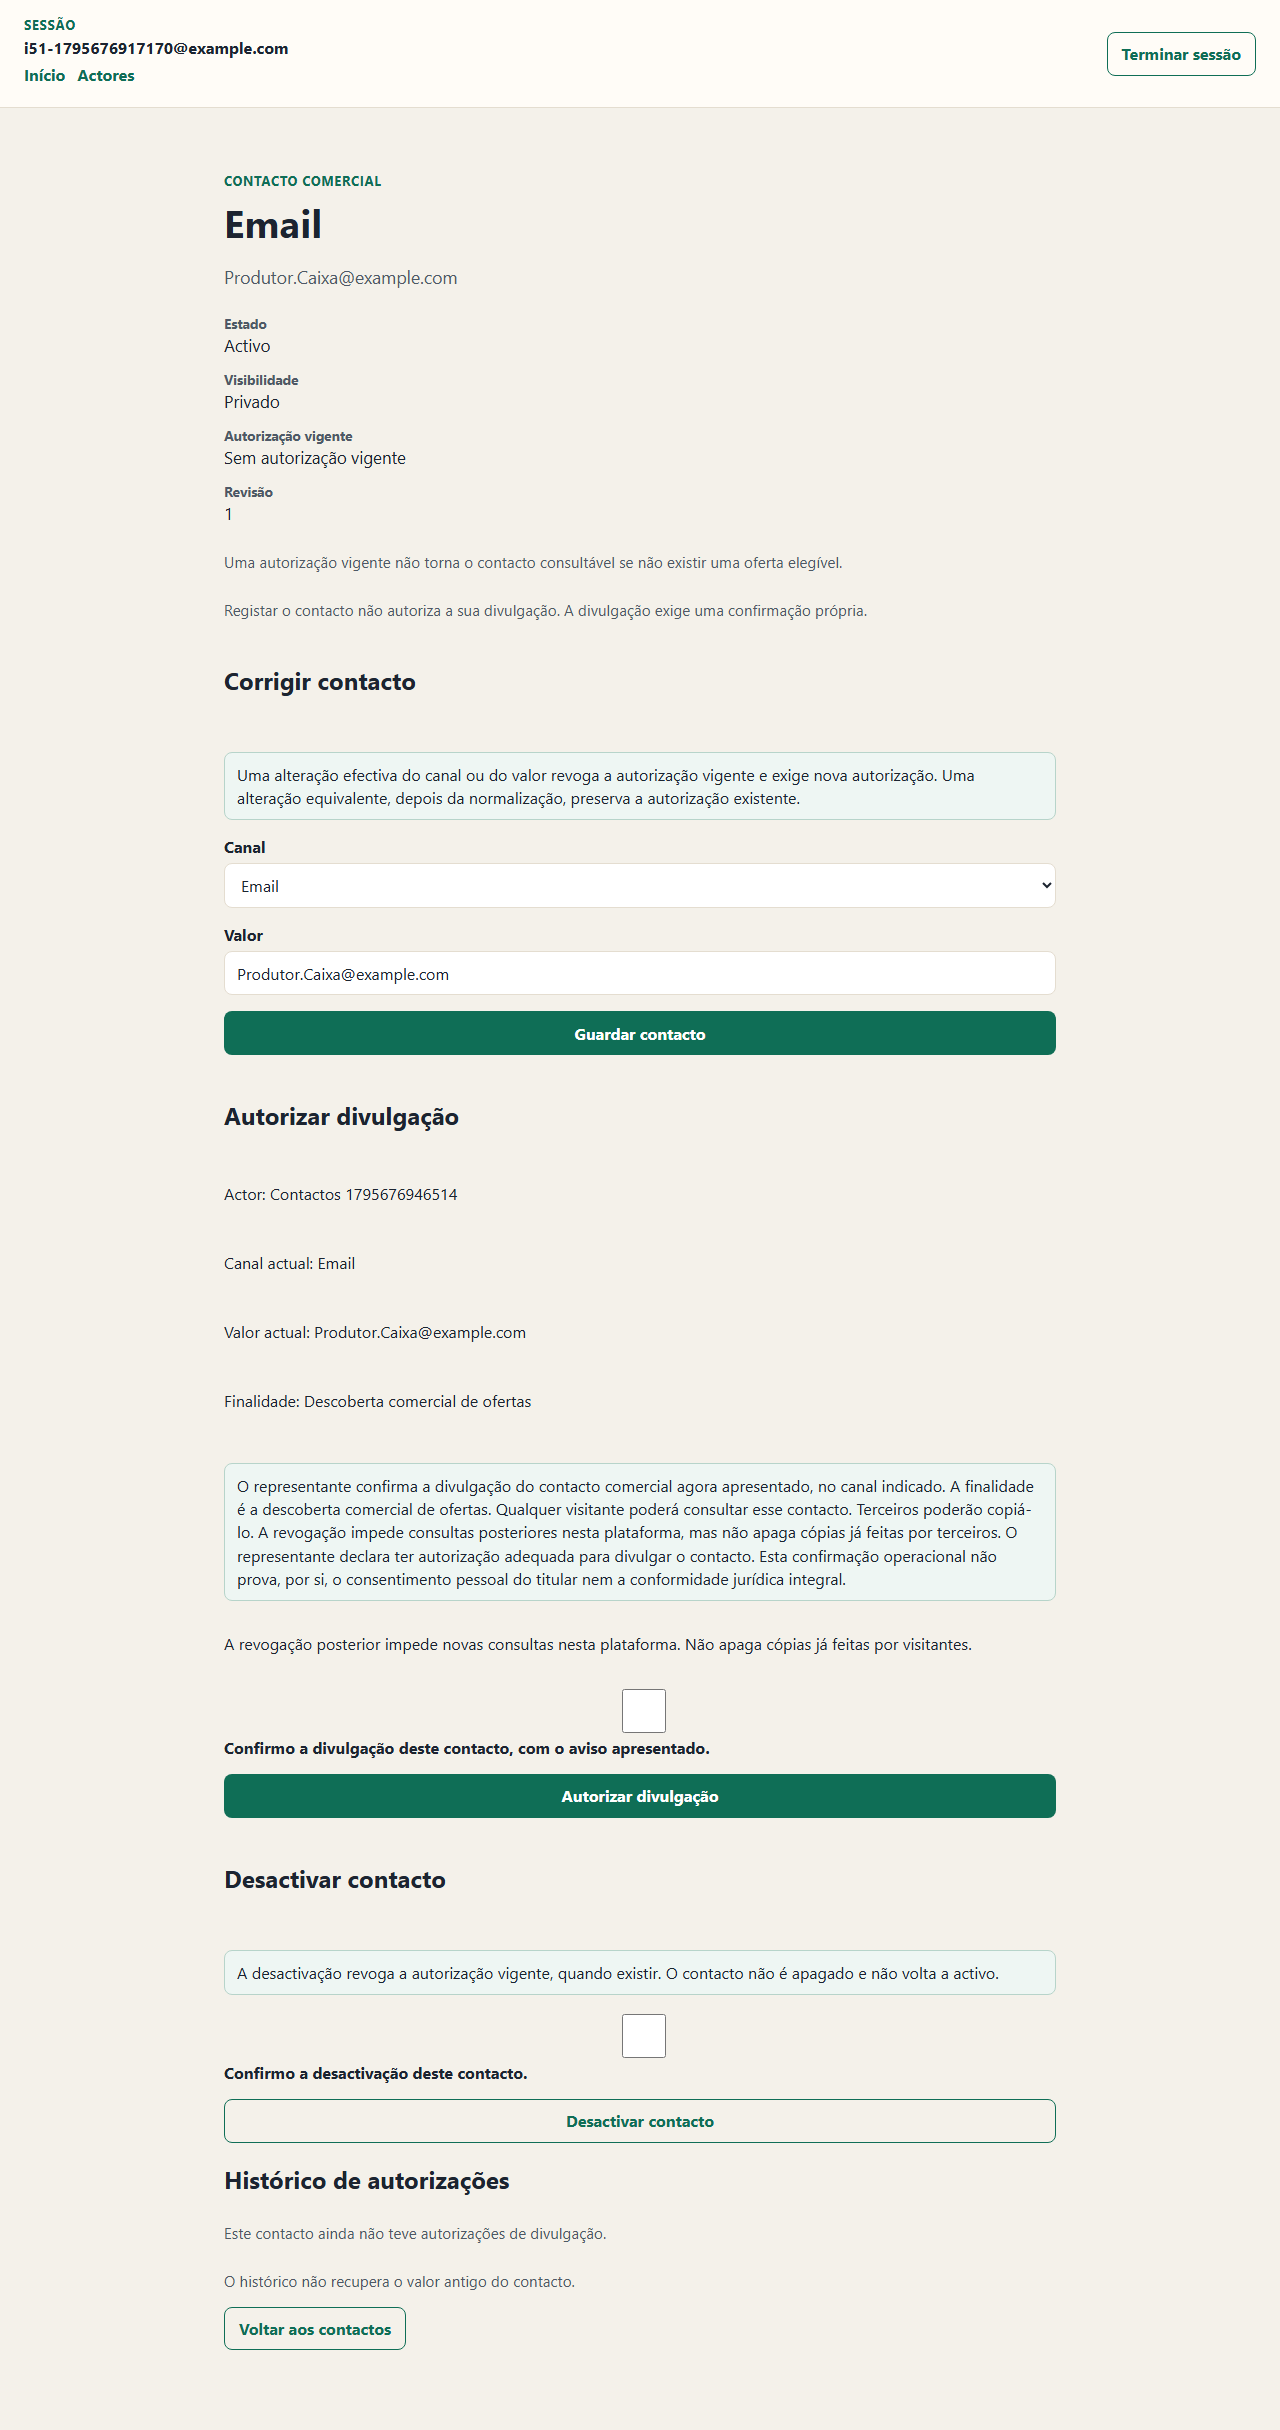 SESSÃO
i51-1795676917170@example.com
Início Actores
Terminar sessão
CONTACTO COMERCIAL
Email
Produtor.Caixa@example.com
Estado
Activo
Visibilidade
Privado
Autorização vigente
Sem autorização vigente
Revisão
1
Uma autorização vigente não torna o contacto consultável se não existir uma oferta elegível.
Registar o contacto não autoriza a sua divulgação. A divulgação exige uma confirmação própria.
Corrigir contacto
Uma alteração efectiva do canal ou do valor revoga a autorização vigente e exige nova autorização. Uma
alteração equivalente, depois da normalização, preserva a autorização existente.
Canal
Email
Valor
Produtor.Caixa@example.com
Guardar contacto
Autorizar divulgação
Actor: Contactos 1795676946514
Canal actual: Email
Valor actual: Produtor.Caixa@example.com
Finalidade: Descoberta comercial de ofertas
O representante confirma a divulgação do contacto comercial agora apresentado, no canal indicado. A finalidade
é a descoberta comercial de ofertas. Qualquer visitante poderá consultar esse contacto. Terceiros poderão copiá-
lo. A revogação impede consultas posteriores nesta plataforma, mas não apaga cópias já feitas por terceiros. O
representante declara ter autorização adequada para divulgar o contacto. Esta confirmação operacional não
prova, por si, o consentimento pessoal do titular nem a conformidade jurídica integral.
A revogação posterior impede novas consultas nesta plataforma. Não apaga cópias já feitas por visitantes.
Confirmo a divulgação deste contacto, com o aviso apresentado.
Autorizar divulgação
Desactivar contacto
A desactivação revoga a autorização vigente, quando existir. O contacto não é apagado e não volta a activo.
Confirmo a desactivação deste contacto.
Desactivar contacto
Histórico de autorizações
Este contacto ainda não teve autorizações de divulgação.
O histórico não recupera o valor antigo do contacto.
Voltar aos contactos